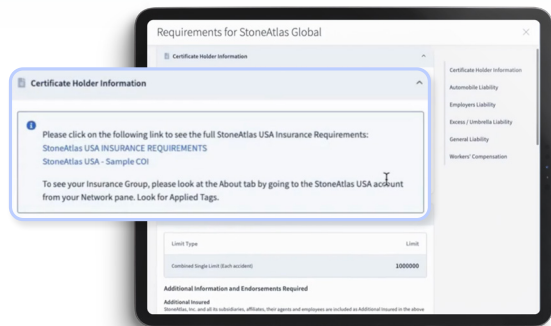 Requirements for StoneAtlas Global
Certificate Holder Information
Certificate Holder Information
Please click on the following link to see the full StoneAtlas USA Insurance Requirements:
StoneAtlas USA INSURANCE REQUIREMENTS
StoneAtlas USA - Sample COI
To see your Insurance Group, please look at the About tab by going to the StoneAtlas USA account
from your Network pane. Look for Applied Tags.
Certificate Holder Information
Automobile Liability
Employers Liability
Excess / Umbrella Liability
General Liability
Workers' Compensation
Limit Type Limit
Combined Single Limit (Each accident) 1000000
Additional Information and Endorsements Required
Additional Insured
StoneAtlas, Inc. and all its subsidiaries, affiliates, their agents and employees are included as Additional Insured in the above